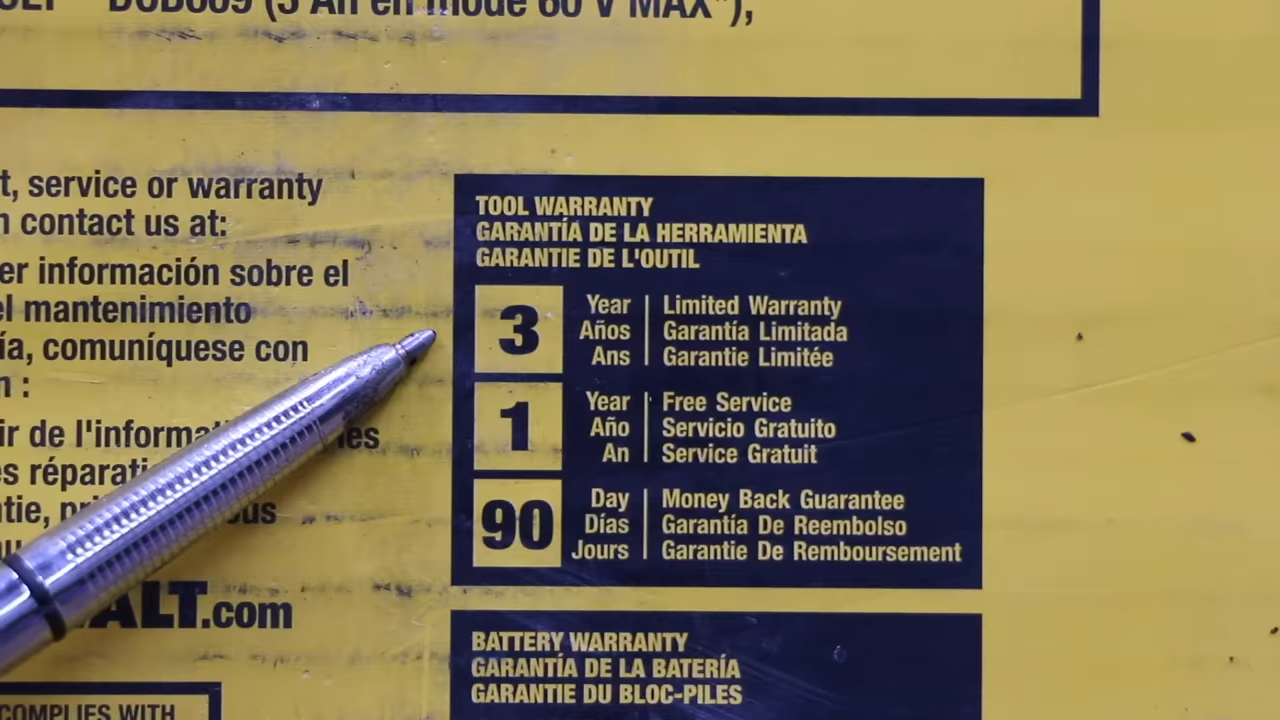 DCB609 (3 Ah en mode 60 V MAX*),
t, service or warranty
n contact us at:
er información sobre el
el mantenimiento
ía, comuníquese con
n :
ir de l'informat les
es réparati
ntie, pr ous
ALT.com
COMPLIES WITH
TOOL WARRANTY
GARANTÍA DE LA HERRAMIENTA
GARANTIE DE L'OUTIL
3
Year Limited Warranty
Años Garantía Limitada
Ans Garantie Limitée
1
Year Free Service
Año Servicio Gratuito
An Service Gratuit
90
Day Money Back Guarantee
Días Garantía De Reembolso
Jours Garantie De Remboursement
BATTERY WARRANTY
GARANTÍA DE LA BATERÍA
GARANTIE DU BLOC-PILES